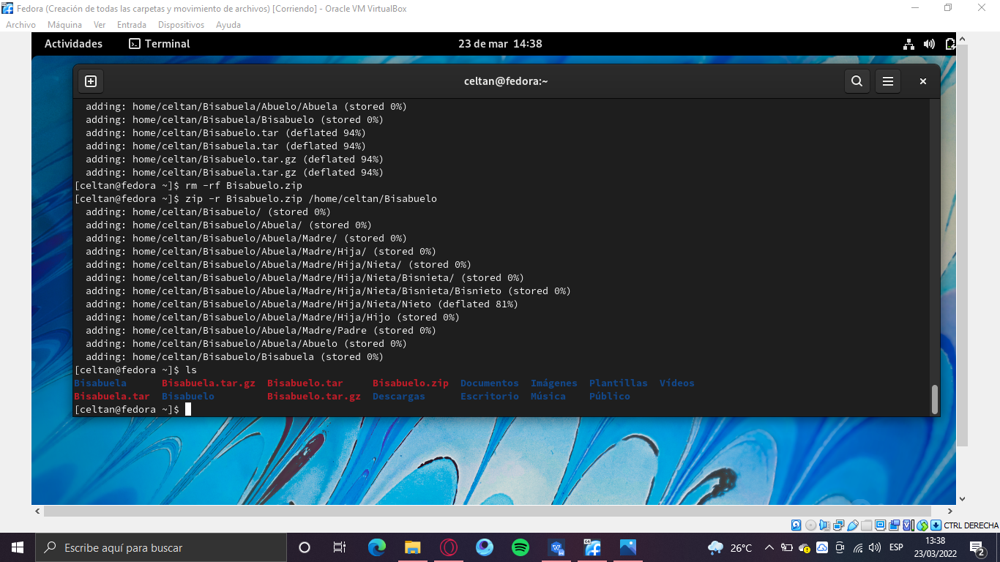 Fedora (Creación de todas las carpetas y movimiento de archivos) [Corriendo] - Oracle VM VirtualBox
Archivo Máquina Ver Entrada Dispositivos Ayuda
Actividades Terminal 23 de mar 14:38
celtan@fedora:~
adding: home/celtan/Bisabuela/Abuelo/Abuela (stored 0%)
adding: home/celtan/Bisabuela/Bisabuelo (stored 0%)
adding: home/celtan/Bisabuelo.tar (deflated 94%)
adding: home/celtan/Bisabuela.tar (deflated 94%)
adding: home/celtan/Bisabuelo.tar.gz (deflated 94%)
adding: home/celtan/Bisabuela.tar.gz (deflated 94%)
[celtan@fedora ~]$ rm -rf Bisabuelo.zip
[celtan@fedora ~]$ zip -r Bisabuelo.zip /home/celtan/Bisabuelo
adding: home/celtan/Bisabuelo/ (stored 0%)
adding: home/celtan/Bisabuelo/Abuela/ (stored 0%)
adding: home/celtan/Bisabuelo/Abuela/Madre/ (stored 0%)
adding: home/celtan/Bisabuelo/Abuela/Madre/Hija/ (stored 0%)
adding: home/celtan/Bisabuelo/Abuela/Madre/Hija/Nieta/ (stored 0%)
adding: home/celtan/Bisabuelo/Abuela/Madre/Hija/Nieta/Bisnieta/ (stored 0%)
adding: home/celtan/Bisabuelo/Abuela/Madre/Hija/Nieta/Bisnieta/Bisnieto (stored 0%)
adding: home/celtan/Bisabuelo/Abuela/Madre/Hija/Nieta/Nieto (deflated 81%)
adding: home/celtan/Bisabuelo/Abuela/Madre/Hija/Hijo (stored 0%)
adding: home/celtan/Bisabuelo/Abuela/Madre/Padre (stored 0%)
adding: home/celtan/Bisabuelo/Abuela/Abuelo (stored 0%)
adding: home/celtan/Bisabuelo/Bisabuela (stored 0%)
[celtan@fedora ~]$ ls
Bisabuela Bisabuela.tar.gz Bisabuelo.tar Bisabuelo.zip Documentos Imágenes Plantillas Vídeos
Bisabuela.tar Bisabuelo Bisabuelo.tar.gz Descargas Escritorio Música Público
[celtan@fedora ~]$
CTRL DERECHA
Escribe aquí para buscar
26°C
ESP
13:38
23/03/2022
2